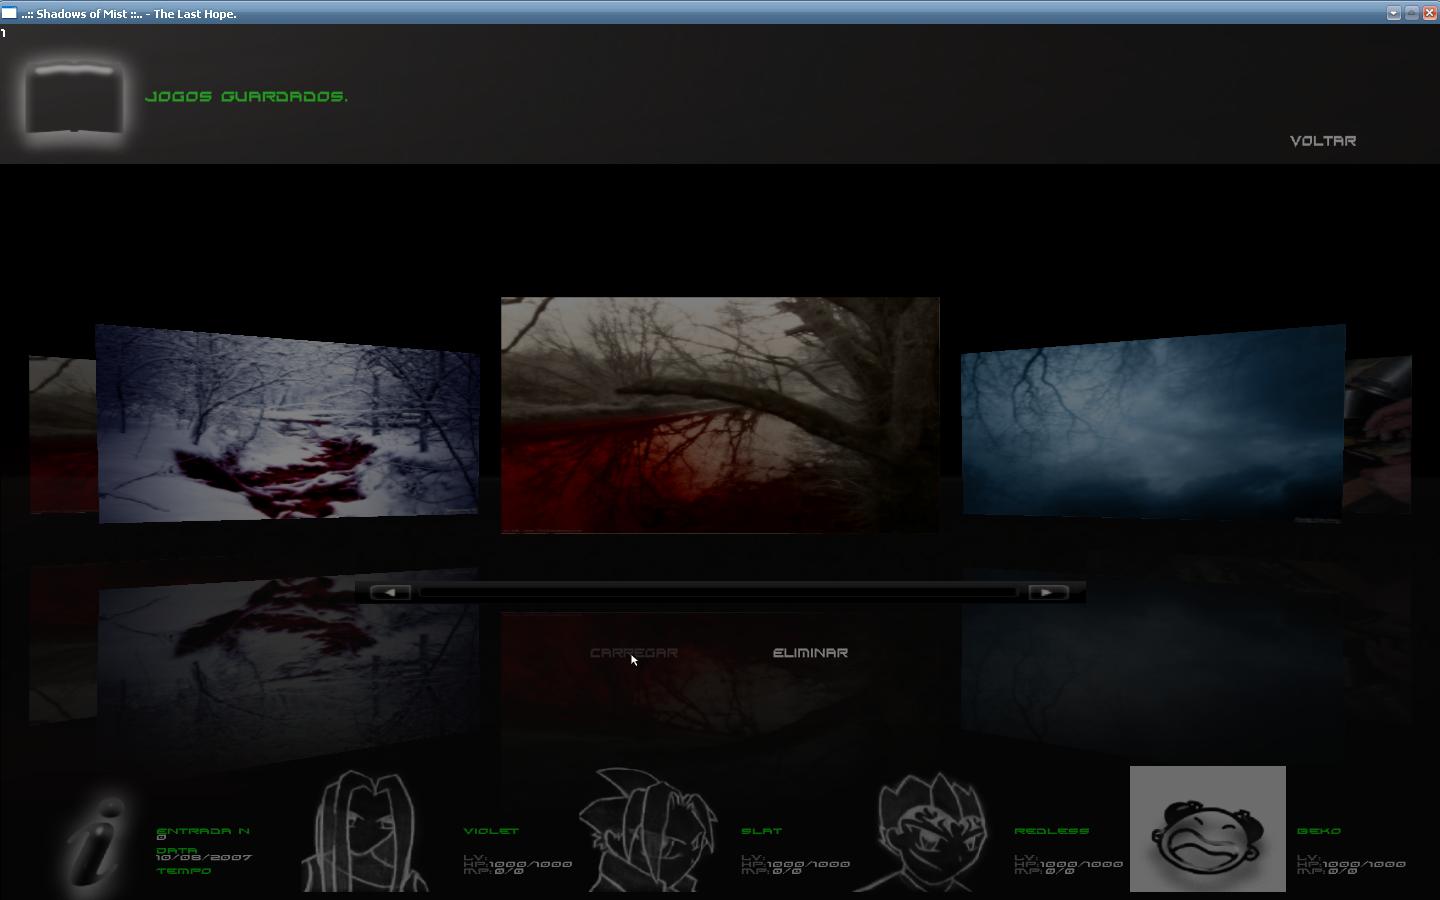 ..:: Shadows of Mist ::.. - The Last Hope.
JOGOS GUARDADOS.
VOLTAR
CARREGAR
ELIMINAR
ENTRADA N
0
DATA
10/08/2007
TEMPO
VIOLET
LV:
HP:1000/1000
MP:0/0
SLAT
LV:
HP:1000/1000
MP:0/0
REDLESS
LV:
HP:1000/1000
MP:0/0
GEKO
LV:
HP:1000/1000
MP:0/0